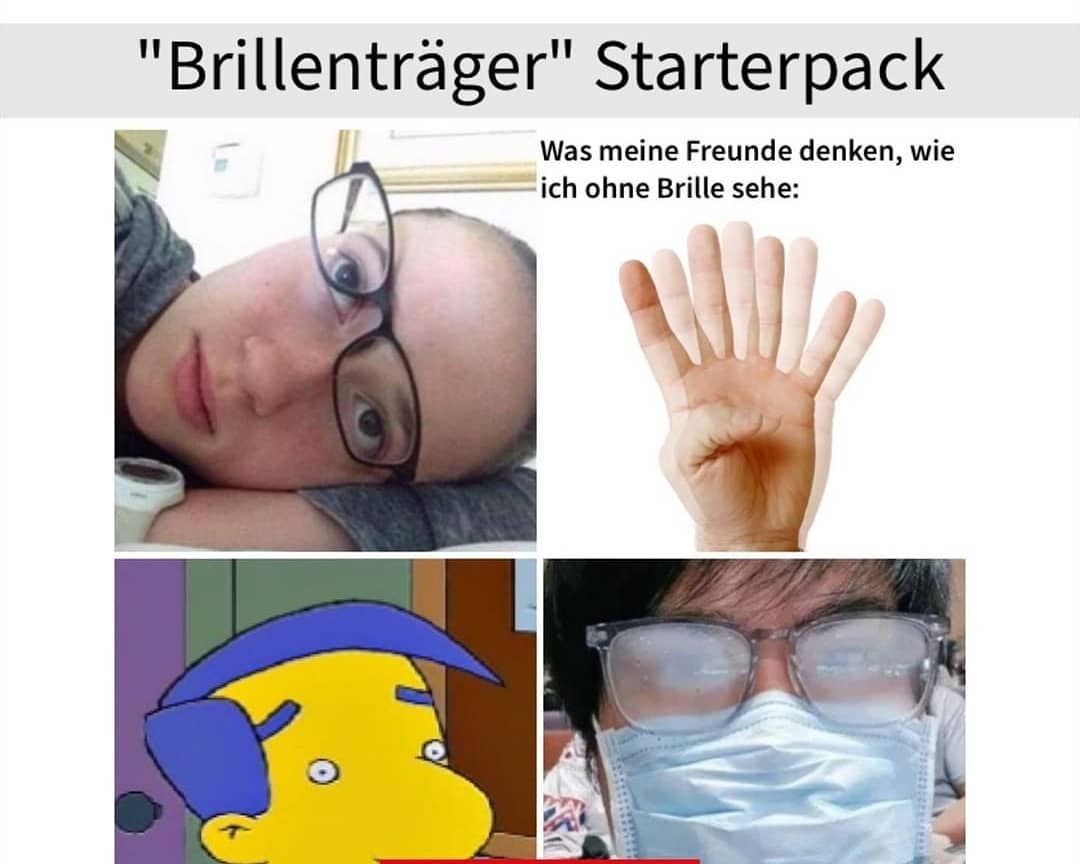 "Brillenträger" Starterpack
Was meine Freunde denken, wie
ich ohne Brille sehe: